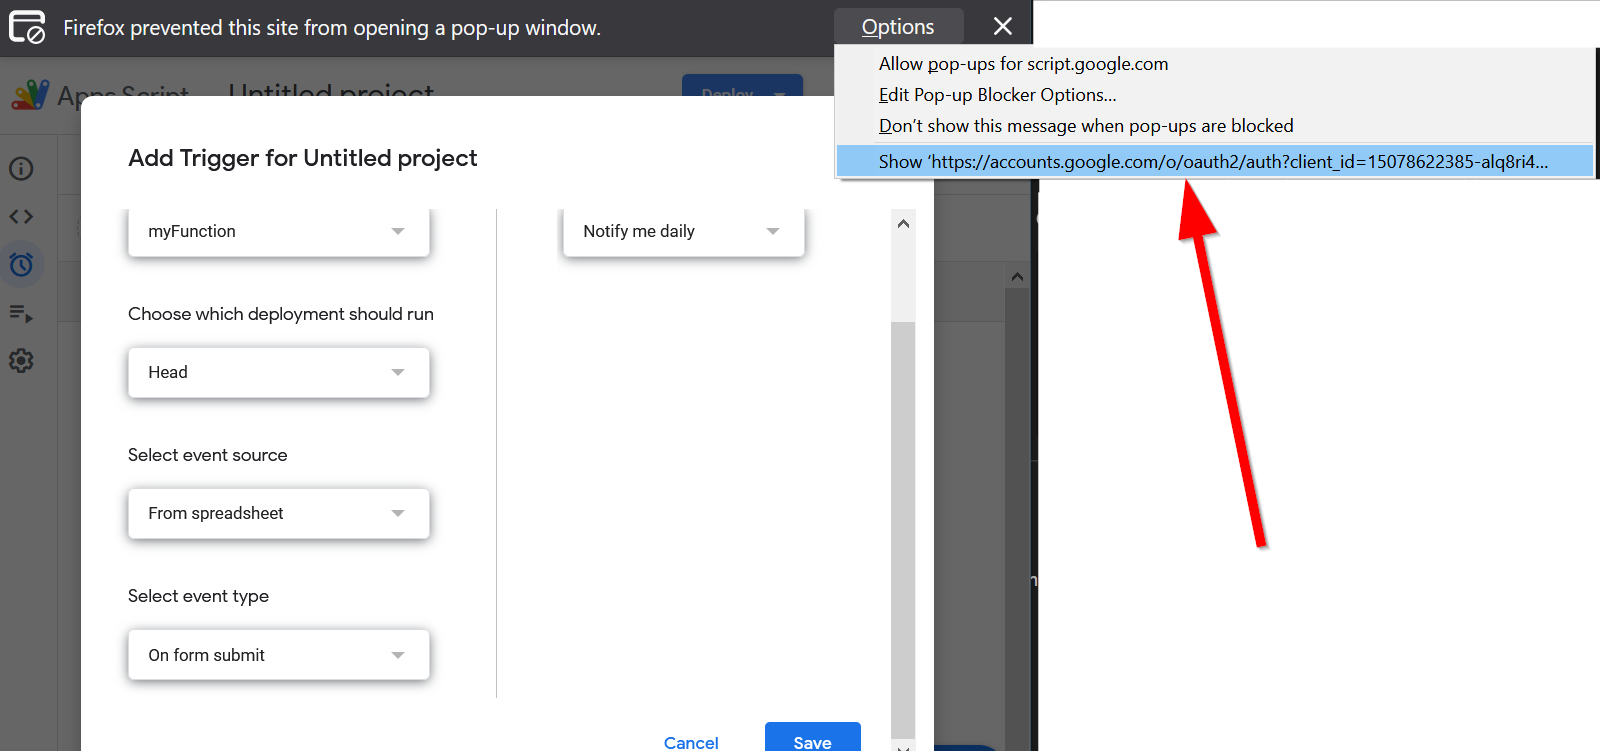 Firefox prevented this site from opening a pop-up window.
Options
Allow pop-ups for script.google.com
Edit Pop-up Blocker Options...
Don’t show this message when pop-ups are blocked
Show ‘https://accounts.google.com/o/oauth2/auth?client_id=15078622385-alq8ri4...
Apps Script
Untitled project
Deploy
Add Trigger for Untitled project
myFunction
Notify me daily
Choose which deployment should run
Head
Select event source
From spreadsheet
Select event type
On form submit
Cancel
Save